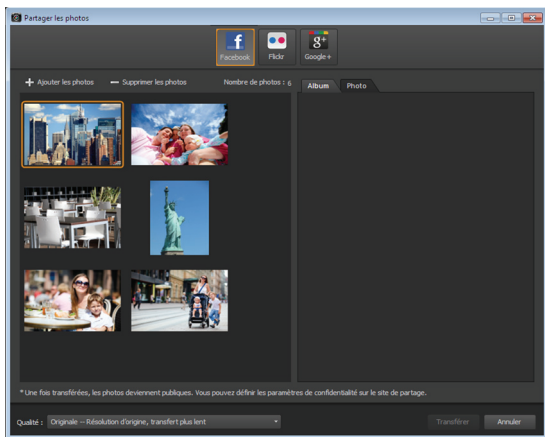 Partager les photos
Facebook
Flickr
Google+
Ajouter les photos
Supprimer les photos
Nombre de photos : 6
Album
Photo
* Une fois transférées, les photos deviennent publiques. Vous pouvez définir les paramètres de confidentialité sur le site de partage.
Qualité :
Originale -- Résolution d'origine, transfert plus lent
Transférer
Annuler